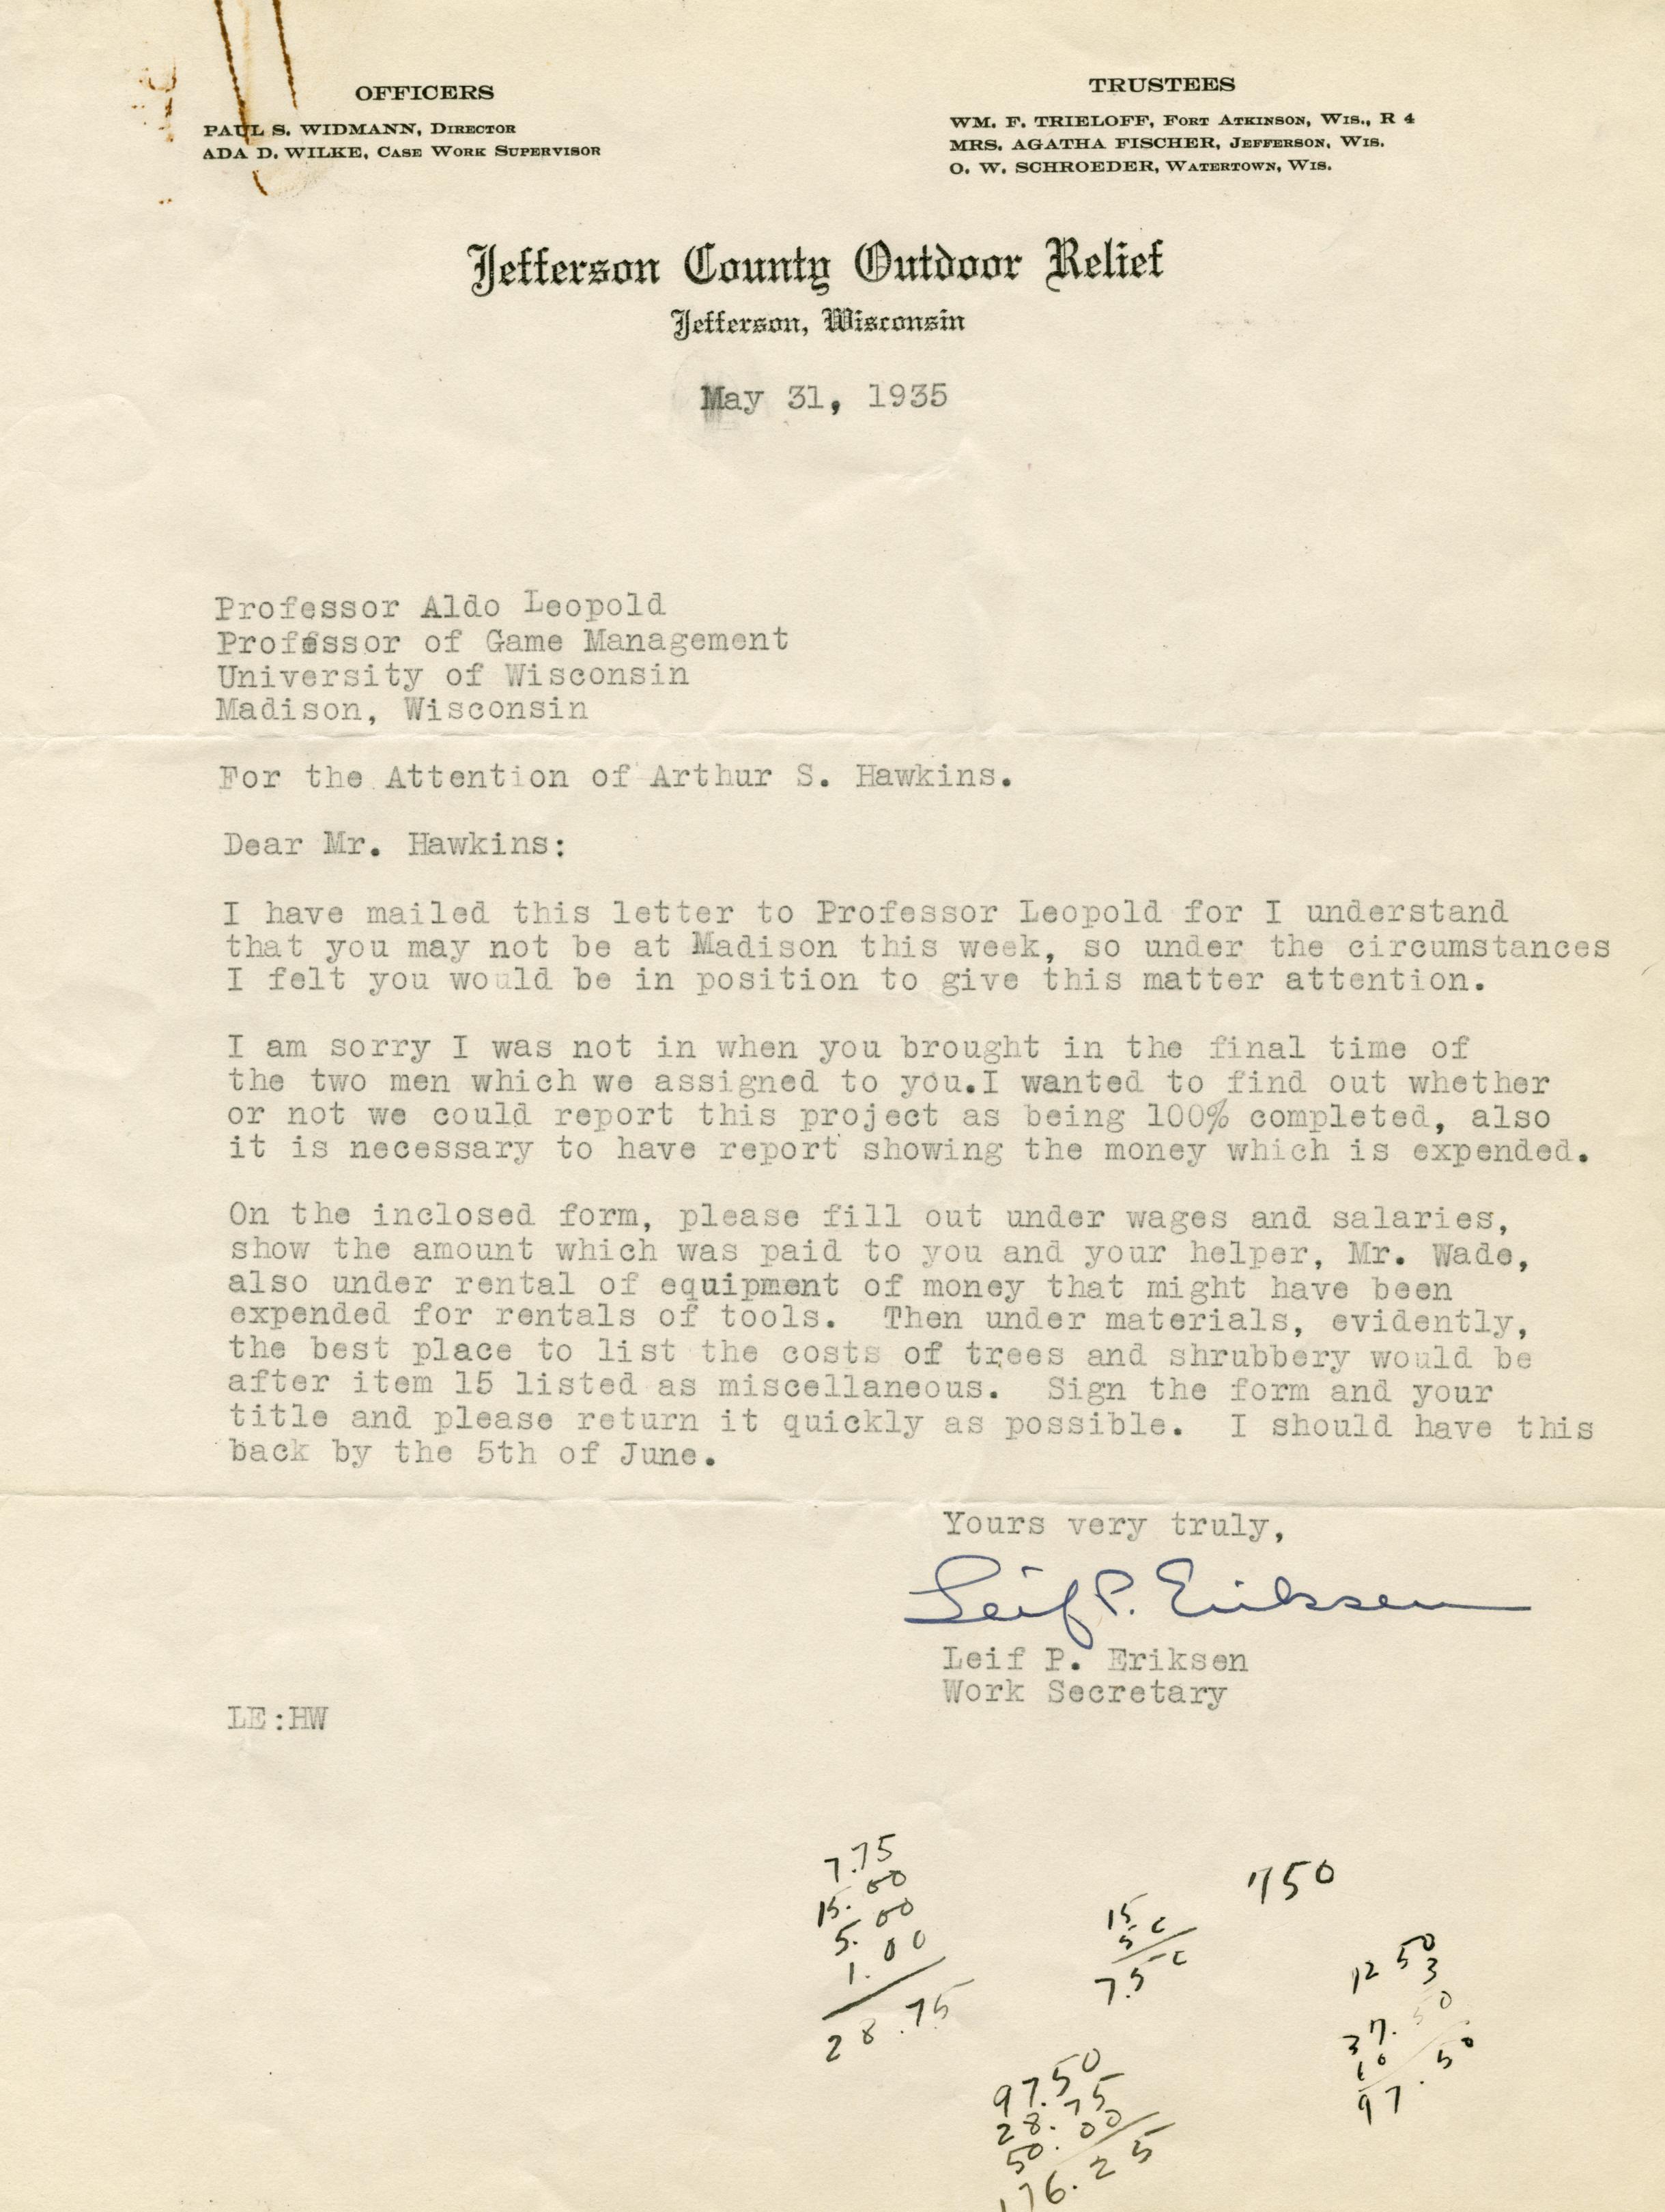 OFFICERS
PAUL S. WIDMANN, DIRECTOR
ADA D. WILKE, CASE WORK SUPERVISOR
TRUSTEES
WM. F. TRIELOFF, FORT ATKINSON, WIS., R 4
MRS. AGATHA FISCHER, JEFFERSON, WIS.
O. W. SCHROEDER, WATERTOWN, WIS.
Jefferson County Outdoor Relief
Jefferson, Wisconsin
May 31, 1935
Professor Aldo Leopold
Professor of Game Management
University of Wisconsin
Madison, Wisconsin
For the Attention of Arthur S. Hawkins.
Dear Mr. Hawkins:
I have mailed this letter to Professor Leopold for I understand
that you may not be at Madison this week, so under the circumstances
I felt you would be in position to give this matter attention.
I am sorry I was not in when you brought in the final time of
the two men which we assigned to you.I wanted to find out whether
or not we could report this project as being 100% completed, also
it is necessary to have report showing the money which is expended.
On the inclosed form, please fill out under wages and salaries,
show the amount which was paid to you and your helper, Mr. Wade,
also under rental of equipment of money that might have been
expended for rentals of tools. Then under materials, evidently,
the best place to list the costs of trees and shrubbery would be
after item 15 listed as miscellaneous. Sign the form and your
title and please return it quickly as possible. I should have this
back by the 5th of June.
Yours very truly,
Leif P. Eriksen
Leif P. Eriksen
Work Secretary
LE:HW
7.75
15.00
5.00
1.00
28.75
15
5 c
7.5 c
750
12 50
3
37.50
10
97.50
97.50
28.75
50.00
176.25